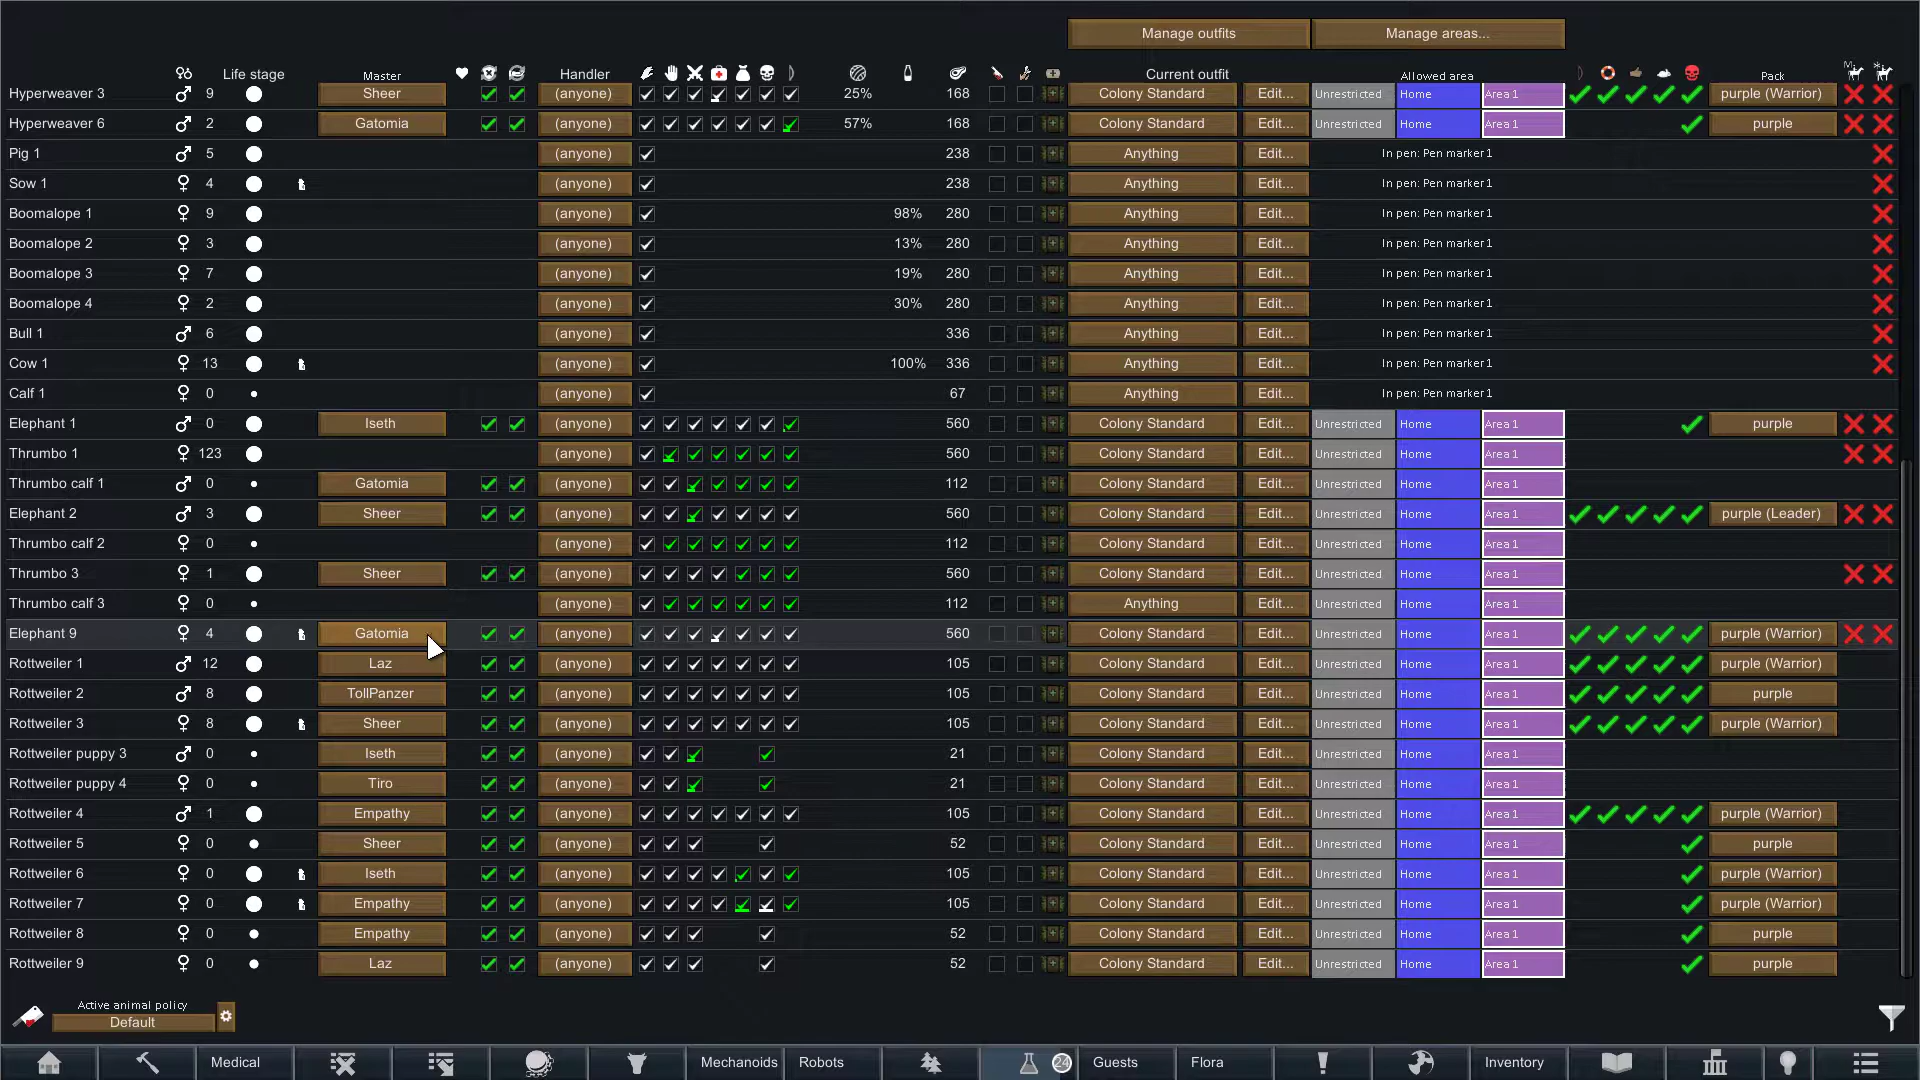 Manage outfits Manage areas...
Life stage Master Handler Current outfit Allowed area Pack
Hyperweaver 3 9 Sheer (anyone) 25% 168 Colony Standard Edit... Unrestricted Home Area 1 purple (Warrior)
Hyperweaver 6 2 Gatomia (anyone) 57% 168 Colony Standard Edit... Unrestricted Home Area 1 purple
Pig 1 5 (anyone) 238 Anything Edit... In pen: Pen marker 1
Sow 1 4 (anyone) 238 Anything Edit... In pen: Pen marker 1
Boomalope 1 9 (anyone) 98% 280 Anything Edit... In pen: Pen marker 1
Boomalope 2 3 (anyone) 13% 280 Anything Edit... In pen: Pen marker 1
Boomalope 3 7 (anyone) 19% 280 Anything Edit... In pen: Pen marker 1
Boomalope 4 2 (anyone) 30% 280 Anything Edit... In pen: Pen marker 1
Bull 1 6 (anyone) 336 Anything Edit... In pen: Pen marker 1
Cow 1 13 (anyone) 100% 336 Anything Edit... In pen: Pen marker 1
Calf 1 0 (anyone) 67 Anything Edit... In pen: Pen marker 1
Elephant 1 0 Iseth (anyone) 560 Colony Standard Edit... Unrestricted Home Area 1 purple
Thrumbo 1 123 (anyone) 560 Colony Standard Edit... Unrestricted Home Area 1
Thrumbo calf 1 0 Gatomia (anyone) 112 Colony Standard Edit... Unrestricted Home Area 1
Elephant 2 3 Sheer (anyone) 560 Colony Standard Edit... Unrestricted Home Area 1 purple (Leader)
Thrumbo calf 2 0 (anyone) 112 Colony Standard Edit... Unrestricted Home Area 1
Thrumbo 3 1 Sheer (anyone) 560 Colony Standard Edit... Unrestricted Home Area 1
Thrumbo calf 3 0 (anyone) 112 Anything Edit... Unrestricted Home Area 1
Elephant 9 4 Gatomia (anyone) 560 Colony Standard Edit... Unrestricted Home Area 1 purple (Warrior)
Rottweiler 1 12 Laz (anyone) 105 Colony Standard Edit... Unrestricted Home Area 1 purple (Warrior)
Rottweiler 2 8 TollPanzer (anyone) 105 Colony Standard Edit... Unrestricted Home Area 1 purple
Rottweiler 3 8 Sheer (anyone) 105 Colony Standard Edit... Unrestricted Home Area 1 purple (Warrior)
Rottweiler puppy 3 0 Iseth (anyone) 21 Colony Standard Edit... Unrestricted Home Area 1
Rottweiler puppy 4 0 Tiro (anyone) 21 Colony Standard Edit... Unrestricted Home Area 1
Rottweiler 4 1 Empathy (anyone) 105 Colony Standard Edit... Unrestricted Home Area 1 purple (Warrior)
Rottweiler 5 0 Sheer (anyone) 52 Colony Standard Edit... Unrestricted Home Area 1 purple
Rottweiler 6 0 Iseth (anyone) 105 Colony Standard Edit... Unrestricted Home Area 1 purple (Warrior)
Rottweiler 7 0 Empathy (anyone) 105 Colony Standard Edit... Unrestricted Home Area 1 purple (Warrior)
Rottweiler 8 0 Empathy (anyone) 52 Colony Standard Edit... Unrestricted Home Area 1 purple
Rottweiler 9 0 Laz (anyone) 52 Colony Standard Edit... Unrestricted Home Area 1 purple
Active animal policy
Default
Medical Mechanoids Robots 24 Guests Flora Inventory